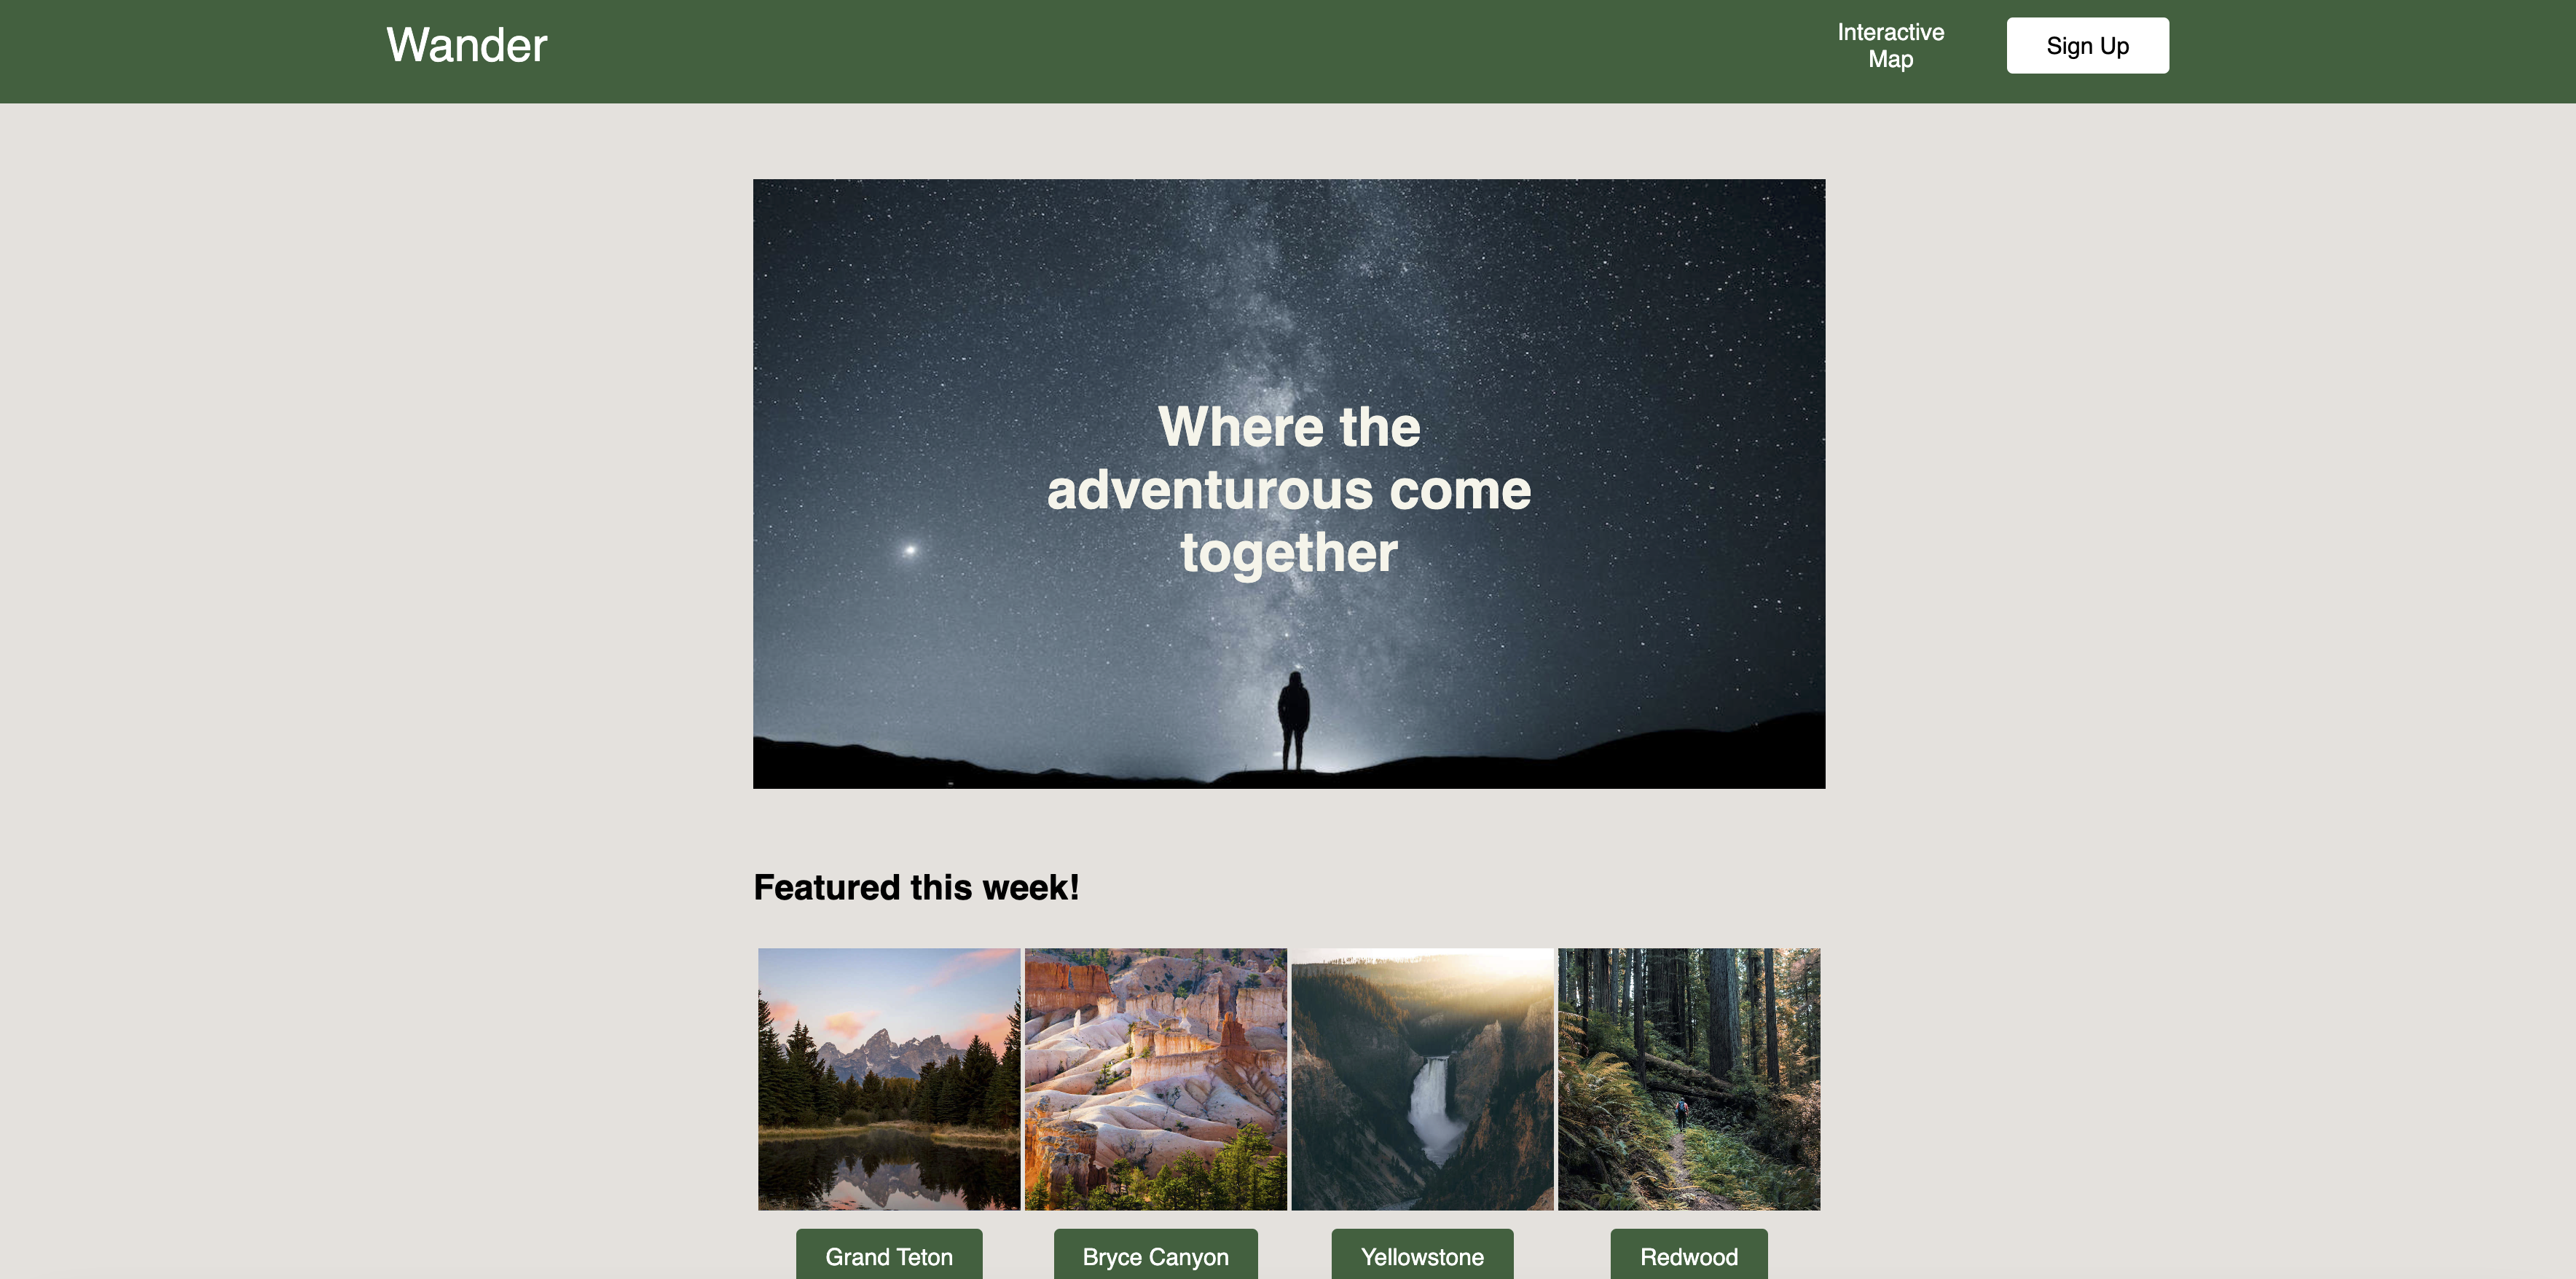 Wander
Interactive
Map
Sign Up
Where the
adventurous come
together
Featured this week!
Grand Teton
Bryce Canyon
Yellowstone
Redwood